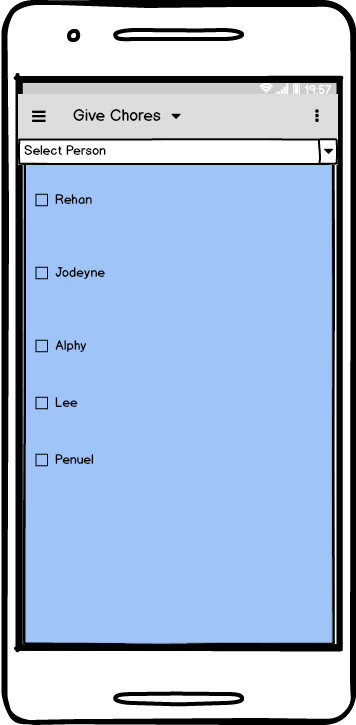 19:57
Give Chores
Select Person
Rehan
Jodeyne
Alphy
Lee
Penuel